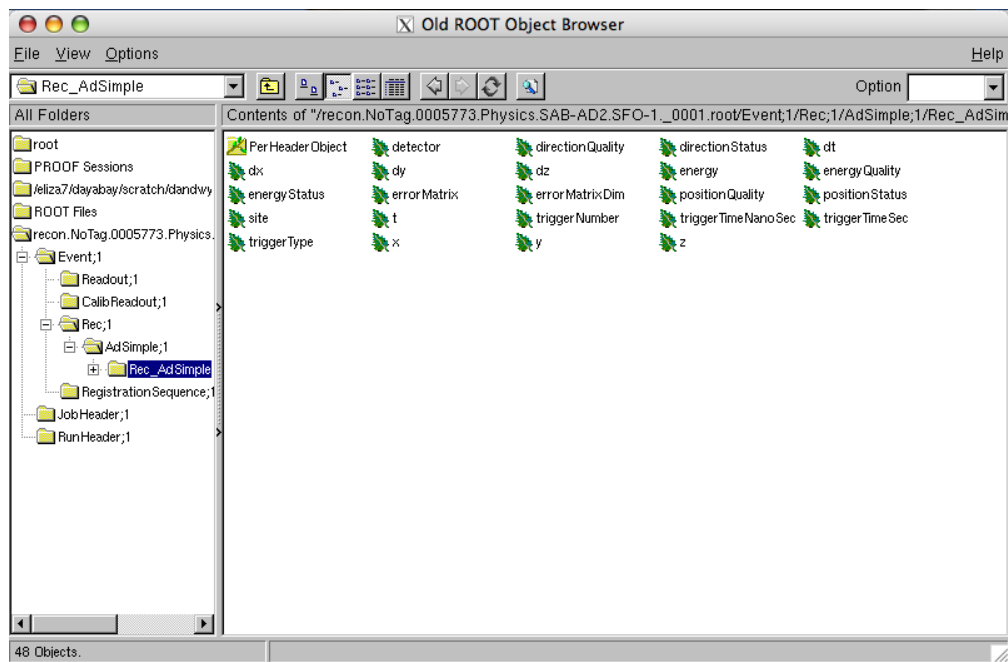 X Old ROOT Object Browser
File View Options Help
Rec_AdSimple Option
All Folders
Contents of "/recon.NoTag.0005773.Physics.SAB-AD2.SFO-1._0001.root/Event;1/Rec;1/AdSimple;1/Rec_AdSim
root
PROOF Sessions
/eliza7/dayabay/scratch/dandwy
ROOT Files
recon.NoTag.0005773.Physics.
Event;1
Readout;1
CalibReadout;1
Rec;1
AdSimple;1
Rec_AdSimple
RegistrationSequence;1
JobHeader;1
RunHeader;1
PerHeaderObject detector directionQuality directionStatus dt
dx dy dz energy energyQuality
energyStatus errorMatrix errorMatrixDim positionQuality positionStatus
site t triggerNumber triggerTimeNanoSec triggerTimeSec
triggerType x y z
48 Objects.